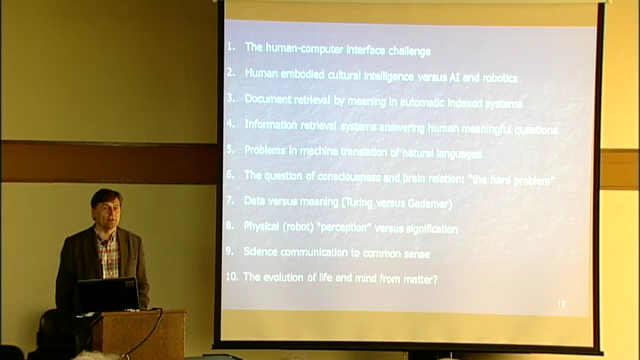 1. The human-computer interface challenge
2. Human embodied cultural intelligence versus AI and robotics
3. Document retrieval by meaning in automatic indexed systems
4. Information retrieval systems answering human meaningful questions
5. Problems in machine translation of natural languages
6. The question of consciousness and brain relation: "the hard problem"
7. Data versus meaning (Turing versus Gadamer)
8. Physical (robot) "perception" versus signification
9. Science communication to common sense
10. The evolution of life and mind from matter?
12